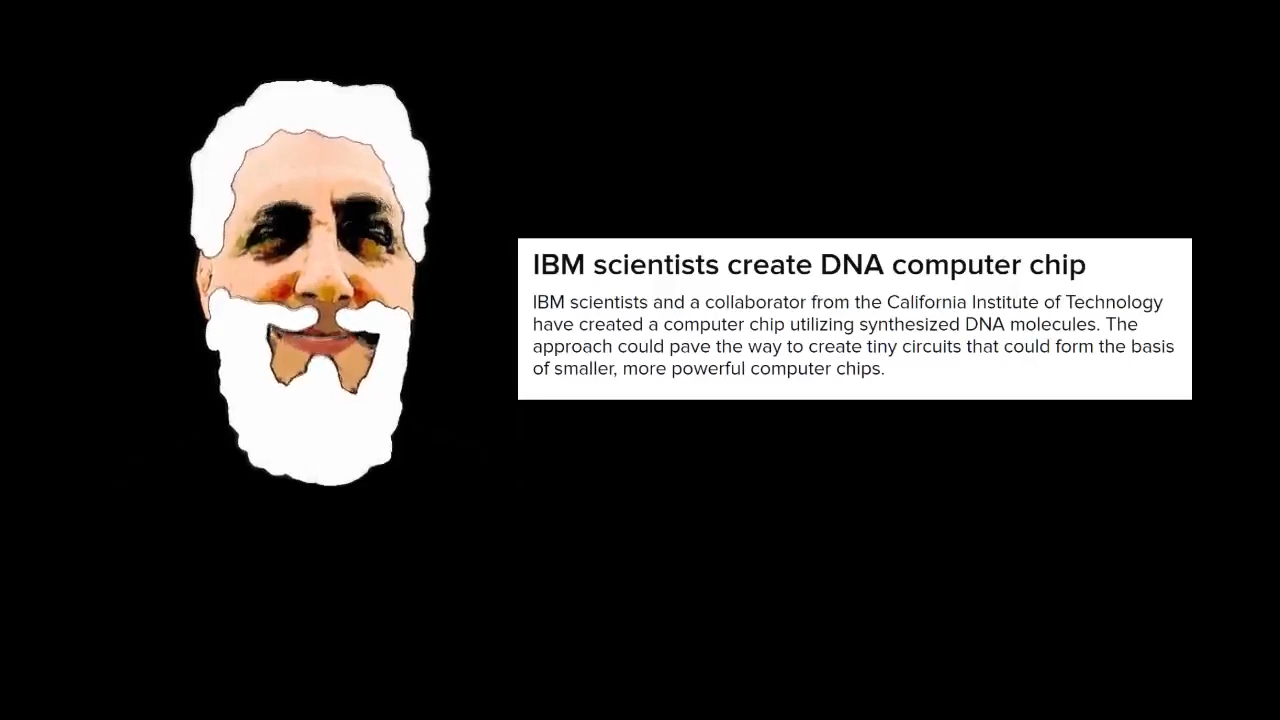 IBM scientists create DNA computer chip
IBM scientists and a collaborator from the California Institute of Technology
have created a computer chip utilizing synthesized DNA molecules. The
approach could pave the way to create tiny circuits that could form the basis
of smaller, more powerful computer chips.